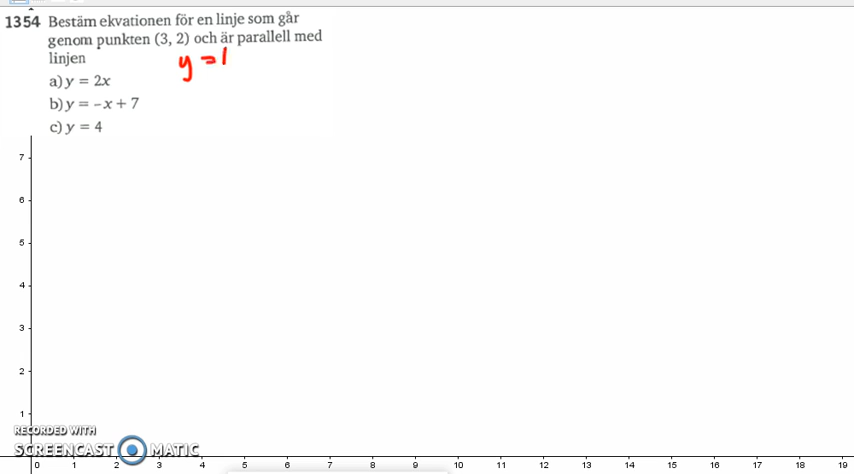 1354 Bestäm ekvationen för en linje som går
genom punkten (3, 2) och är parallell med
linjen
y = 1
a) y = 2x
b) y = −x + 7
c) y = 4
7
6
5
4
3
2
1
RECORDED WITH
SCREENCAST MATIC
0 1 2 3 4 5 6 7 8 9 10 11 12 13 14 15 16 17 18 19